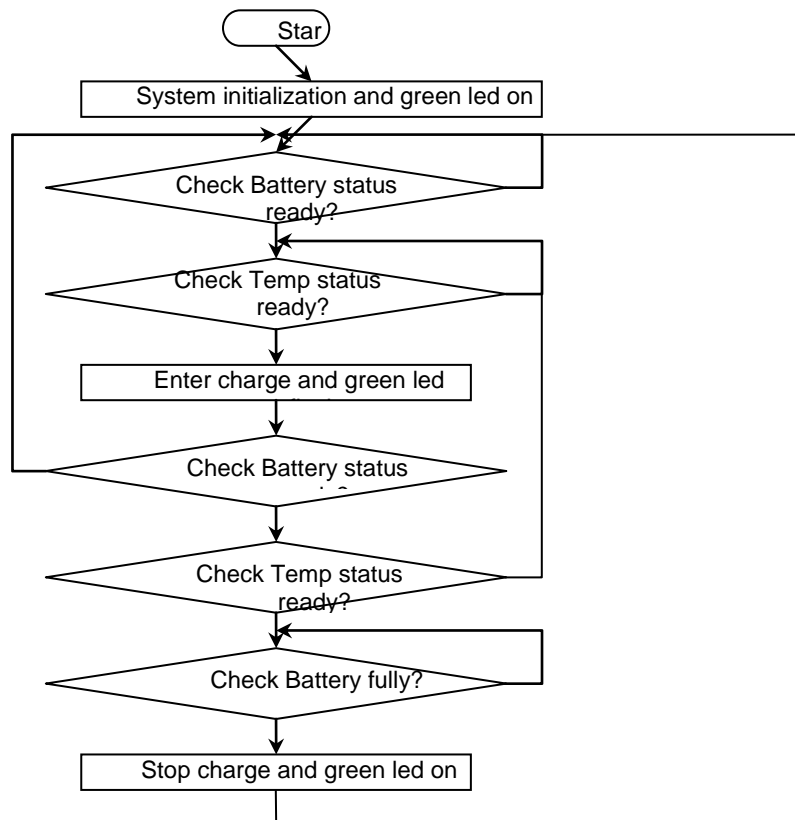 Star
System initialization and green led on
Check Battery status
ready?
Check Temp status
ready?
Enter charge and green led
Check Battery status
Check Temp status
ready?
Check Battery fully?
Stop charge and green led on